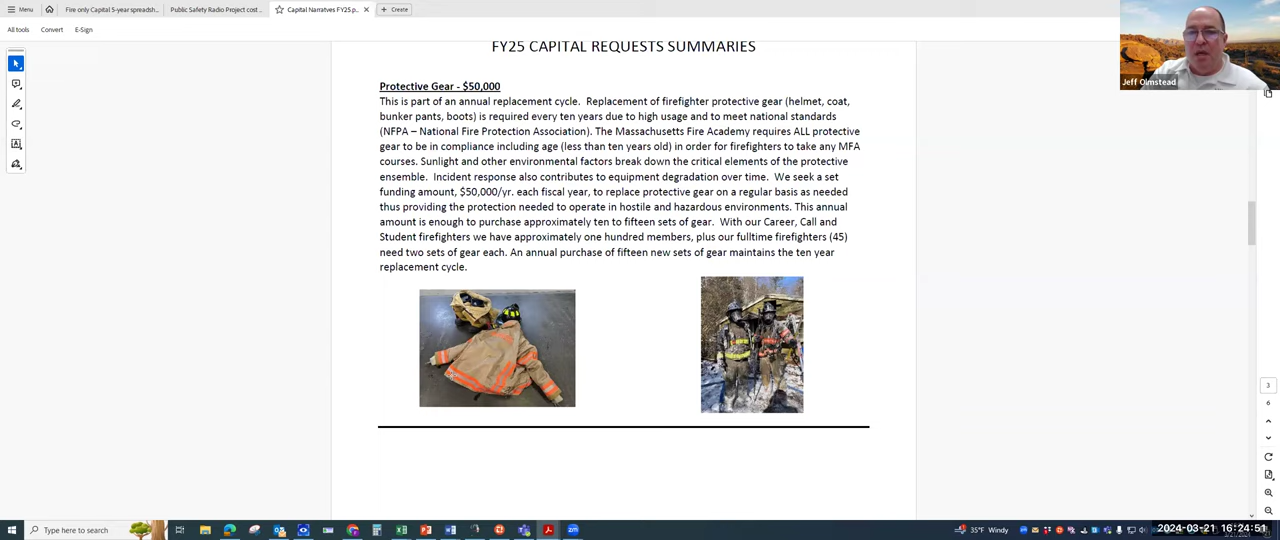 Menu
Fire only Capital 5-year spreadsh...
Public Safety Radio Project cost ...
Capital Narratves FY25.p...
Create
All tools
Convert
E-Sign
Jeff Olmstead
FY25 CAPITAL REQUESTS SUMMARIES
Protective Gear - $50,000
This is part of an annual replacement cycle.  Replacement of firefighter protective gear (helmet, coat,
bunker pants, boots) is required every ten years due to high usage and to meet national standards
(NFPA – National Fire Protection Association). The Massachusetts Fire Academy requires ALL protective
gear to be in compliance including age (less than ten years old) in order for firefighters to take any MFA
courses. Sunlight and other environmental factors break down the critical elements of the protective
ensemble.  Incident response also contributes to equipment degradation over time.  We seek a set
funding amount, $50,000/yr. each fiscal year, to replace protective gear on a regular basis as needed
thus providing the protection needed to operate in hostile and hazardous environments. This annual
amount is enough to purchase approximately ten to fifteen sets of gear.  With our Career, Call and
Student firefighters we have approximately one hundred members, plus our fulltime firefighters (45)
need two sets of gear each. An annual purchase of fifteen new sets of gear maintains the ten year
replacement cycle.
3
6
Type here to search
35°F Windy
2024-03-21 16:24:51